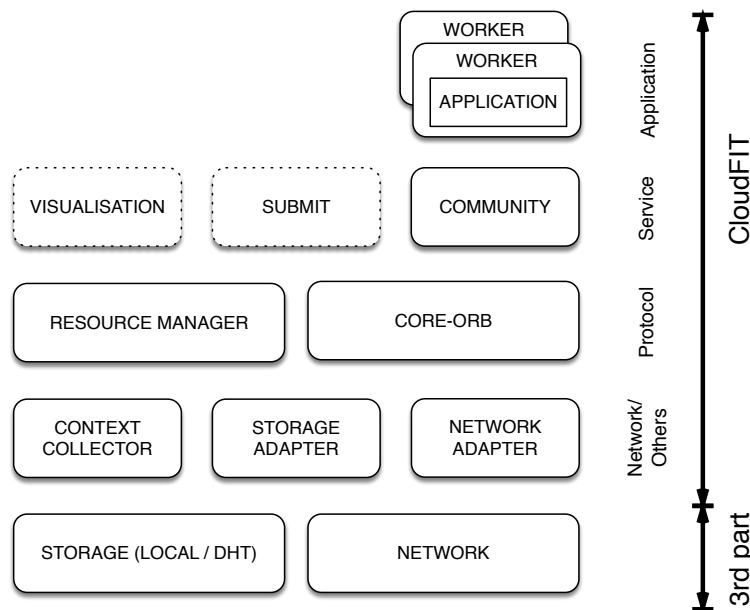 WORKER
WORKER
APPLICATION
Application
VISUALISATION
SUBMIT
COMMUNITY
Service
RESOURCE MANAGER
CORE-ORB
Protocol
CONTEXT
COLLECTOR
STORAGE
ADAPTER
NETWORK
ADAPTER
Network/
Others
CloudFIT
STORAGE (LOCAL / DHT)
NETWORK
3rd part